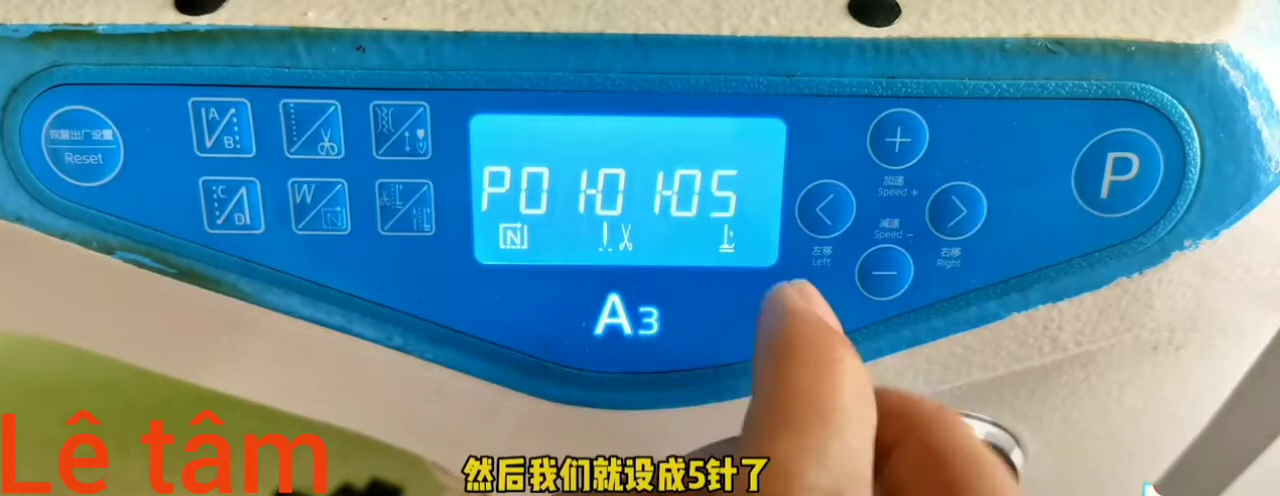 恢复出厂设置
Reset
A
B
C
D
W
N
P01-01-05
N
+
加速
Speed +
<
左移
Left
>
右移
Right
减速
Speed -
−
P
A3
Lê tâm
然后我们就设成5针了